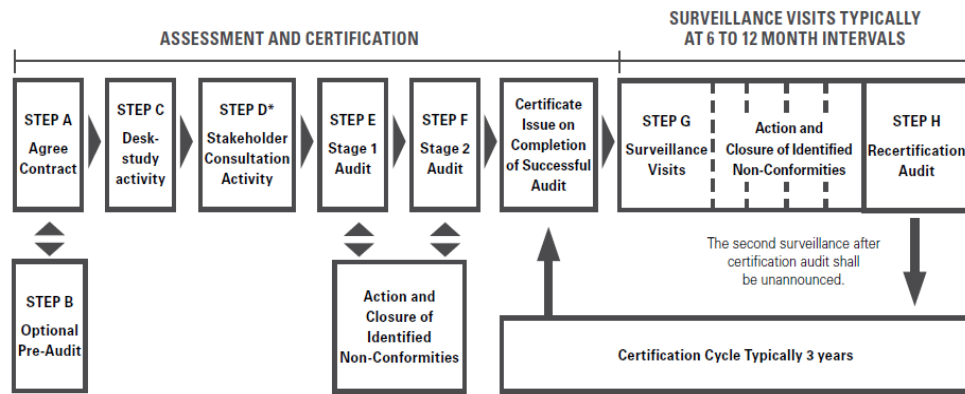 SURVEILLANCE VISITS TYPICALLY
AT 6 TO 12 MONTH INTERVALS
ASSESSMENT AND CERTIFICATION
STEP A
Agree
Contract
STEP C
Desk-
study
activity
STEP D*
Stakeholder
Consultation
Activity
STEP E
Stage 1
Audit
STEP F
Stage 2
Audit
Certificate
Issue on
Completion
of Successful
Audit
STEP G
Surveillance
Visits
Action and
Closure of Identified
Non-Conformities
STEP H
Recertification
Audit
STEP B
Optional
Pre-Audit
Action and
Closure of
Identified
Non-Conformities
The second surveillance after
certification audit shall
be unannounced.
Certification Cycle Typically 3 years